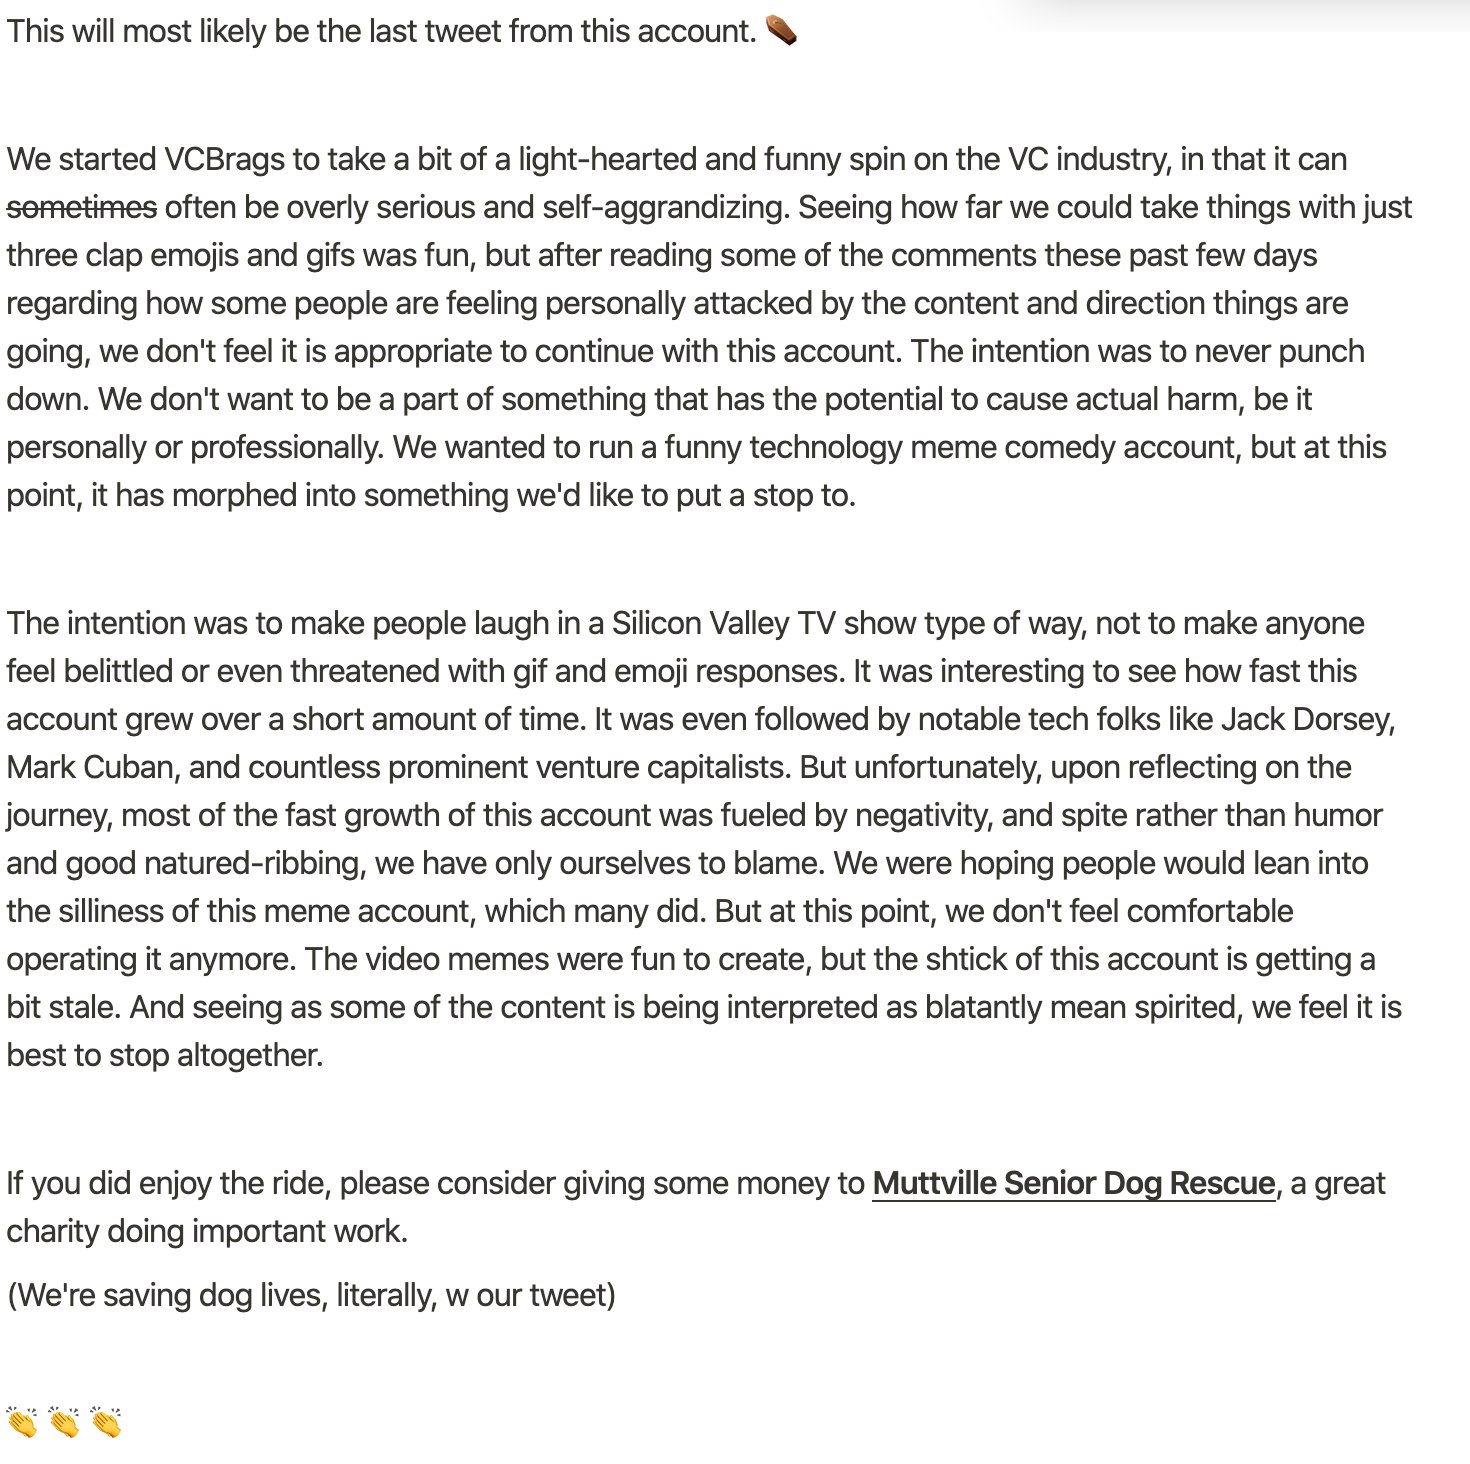 This will most likely be the last tweet from this account. ⚰️
We started VCBrags to take a bit of a light-hearted and funny spin on the VC industry, in that it can
sometimes often be overly serious and self-aggrandizing. Seeing how far we could take things with just
three clap emojis and gifs was fun, but after reading some of the comments these past few days
regarding how some people are feeling personally attacked by the content and direction things are
going, we don't feel it is appropriate to continue with this account. The intention was to never punch
down. We don't want to be a part of something that has the potential to cause actual harm, be it
personally or professionally. We wanted to run a funny technology meme comedy account, but at this
point, it has morphed into something we'd like to put a stop to.
The intention was to make people laugh in a Silicon Valley TV show type of way, not to make anyone
feel belittled or even threatened with gif and emoji responses. It was interesting to see how fast this
account grew over a short amount of time. It was even followed by notable tech folks like Jack Dorsey,
Mark Cuban, and countless prominent venture capitalists. But unfortunately, upon reflecting on the
journey, most of the fast growth of this account was fueled by negativity, and spite rather than humor
and good natured-ribbing, we have only ourselves to blame. We were hoping people would lean into
the silliness of this meme account, which many did. But at this point, we don't feel comfortable
operating it anymore. The video memes were fun to create, but the shtick of this account is getting a
bit stale. And seeing as some of the content is being interpreted as blatantly mean spirited, we feel it is
best to stop altogether.
If you did enjoy the ride, please consider giving some money to Muttville Senior Dog Rescue, a great
charity doing important work.
(We're saving dog lives, literally, w our tweet)
👏 👏 👏